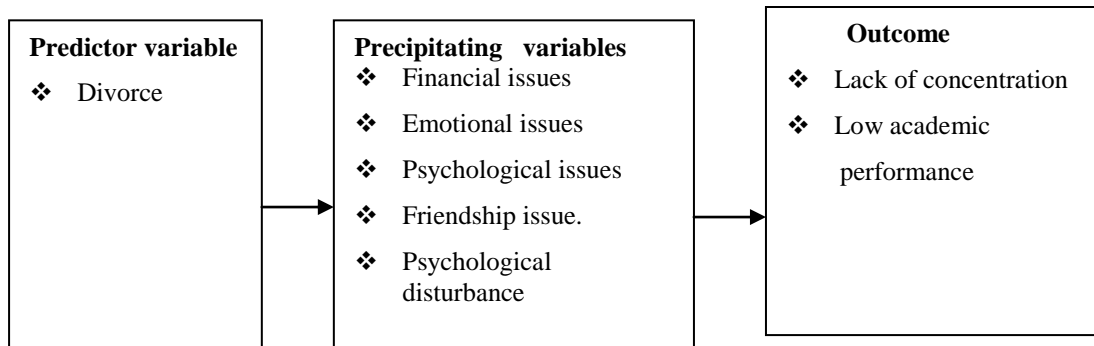 Predictor variable
❖ Divorce
Precipitating variables
❖ Financial issues
❖ Emotional issues
❖ Psychological issues
❖ Friendship issue.
❖ Psychological
disturbance
Outcome
❖ Lack of concentration
❖ Low academic
performance